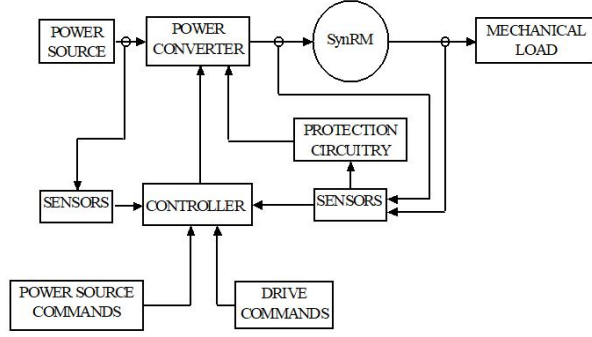 POWER
SOURCE
POWER
CONVERTER
SynRM
MECHANICAL
LOAD
PROTECTION
CIRCUITRY
SENSORS
CONTROLLER
SENSORS
POWER SOURCE
COMMANDS
DRIVE
COMMANDS